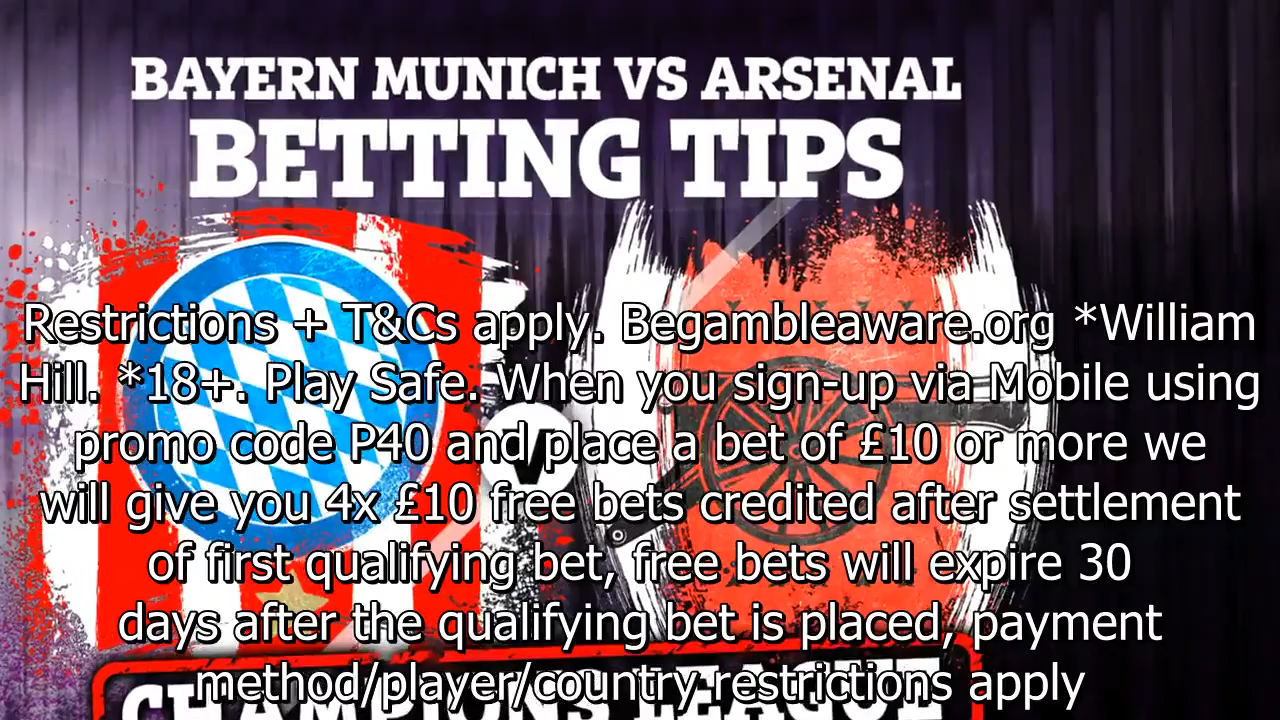 BAYERN MUNICH VS ARSENAL
BETTING TIPS
Restrictions + T&Cs apply. Begambleaware.org *William
Hill. *18+. Play Safe. When you sign-up via Mobile using
promo code P40 and place a bet of £10 or more we
will give you 4x £10 free bets credited after settlement
of first qualifying bet, free bets will expire 30
days after the qualifying bet is placed, payment
method/player/country restrictions apply
CHAMPIONS LEAGUE